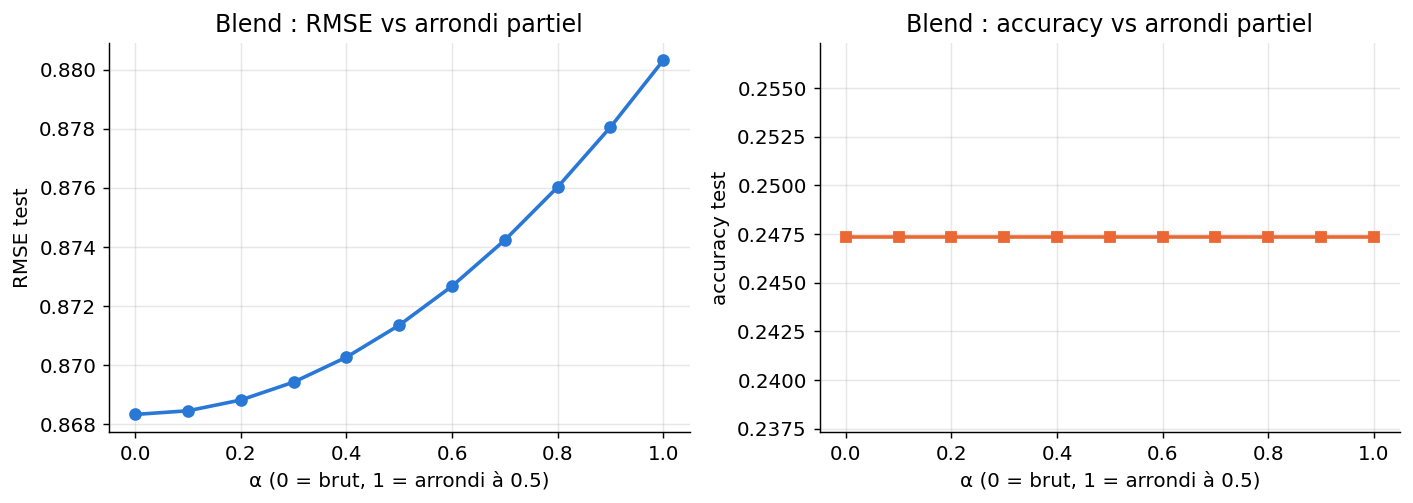 Blend : RMSE vs arrondi partiel
0.880
0.878
0.876
0.874
0.872
0.870
0.868
RMSE test
0.0 0.2 0.4 0.6 0.8 1.0
α (0 = brut, 1 = arrondi à 0.5)
Blend : accuracy vs arrondi partiel
0.2550
0.2525
0.2500
0.2475
0.2450
0.2425
0.2400
0.2375
accuracy test
0.0 0.2 0.4 0.6 0.8 1.0
α (0 = brut, 1 = arrondi à 0.5)